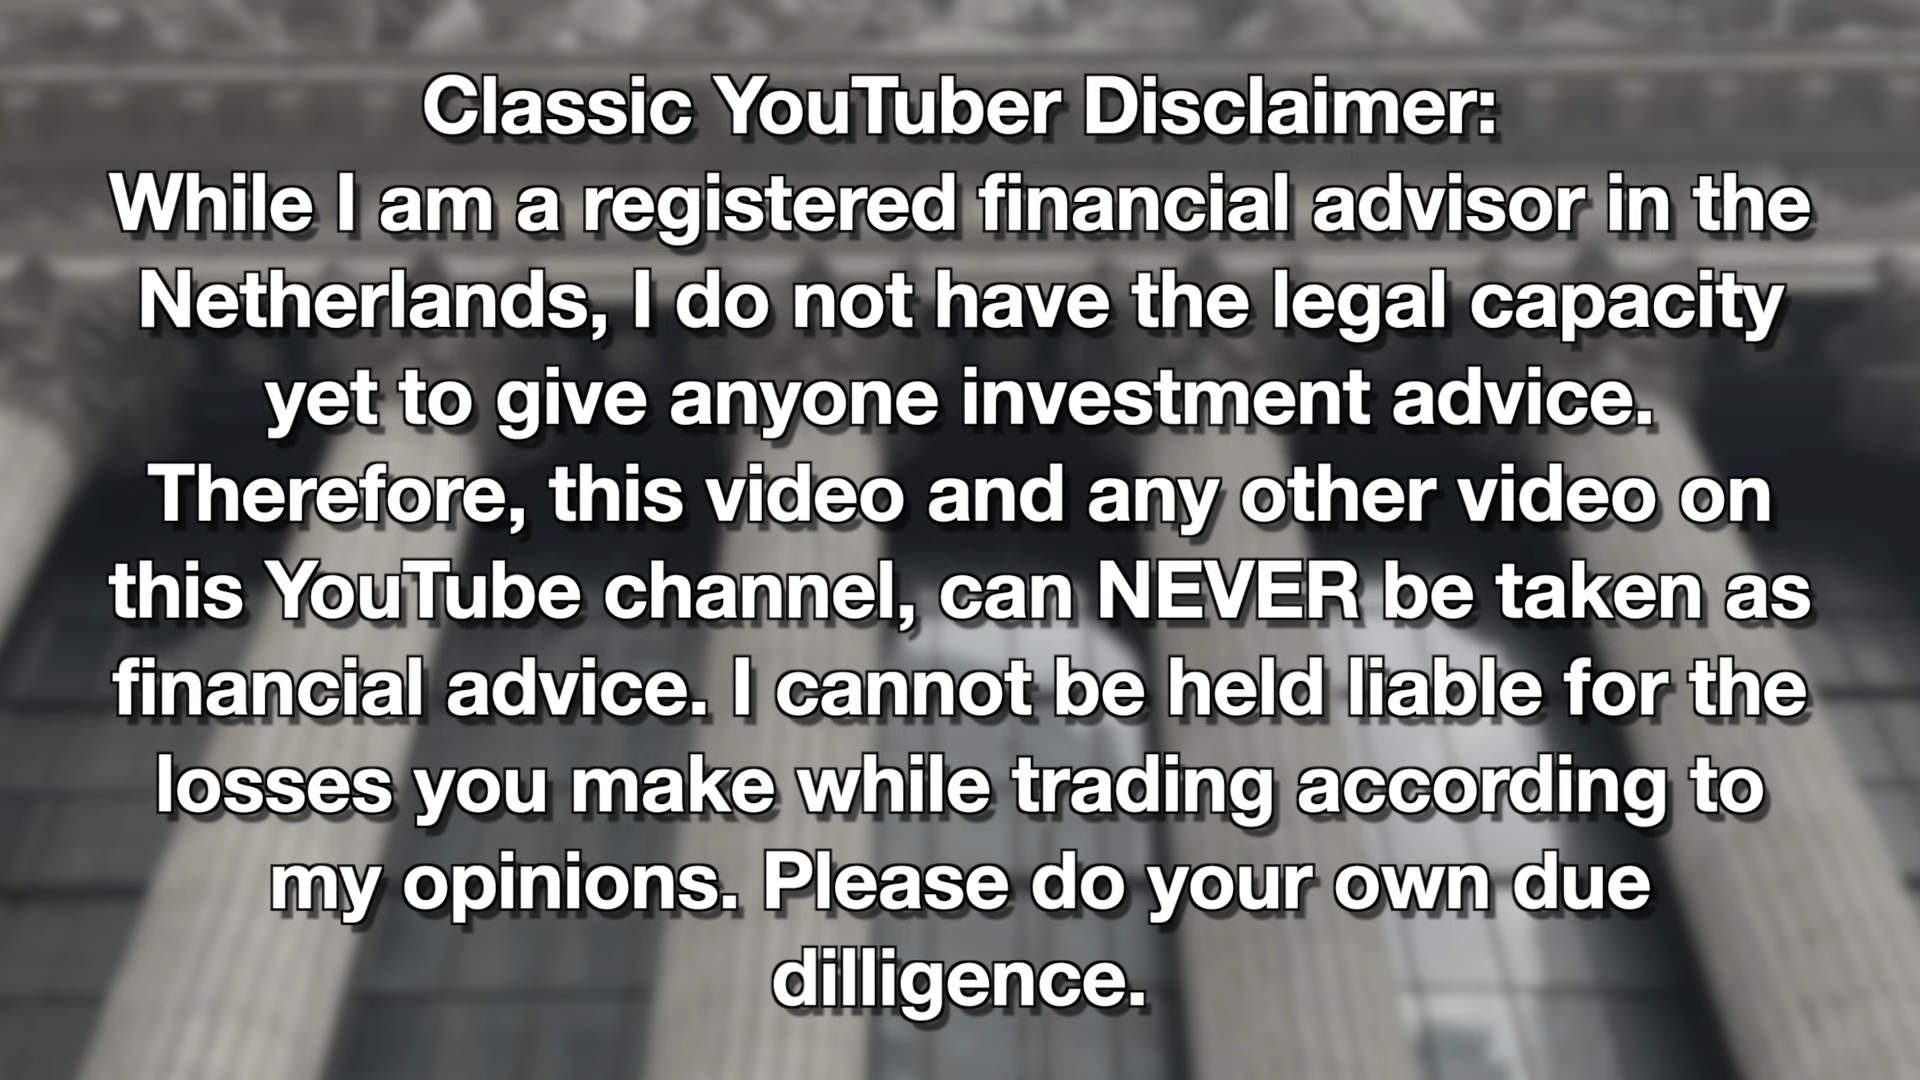 Classic YouTuber Disclaimer:
While I am a registered financial advisor in the
Netherlands, I do not have the legal capacity
yet to give anyone investment advice.
Therefore, this video and any other video on
this YouTube channel, can NEVER be taken as
financial advice. I cannot be held liable for the
losses you make while trading according to
my opinions. Please do your own due
dilligence.